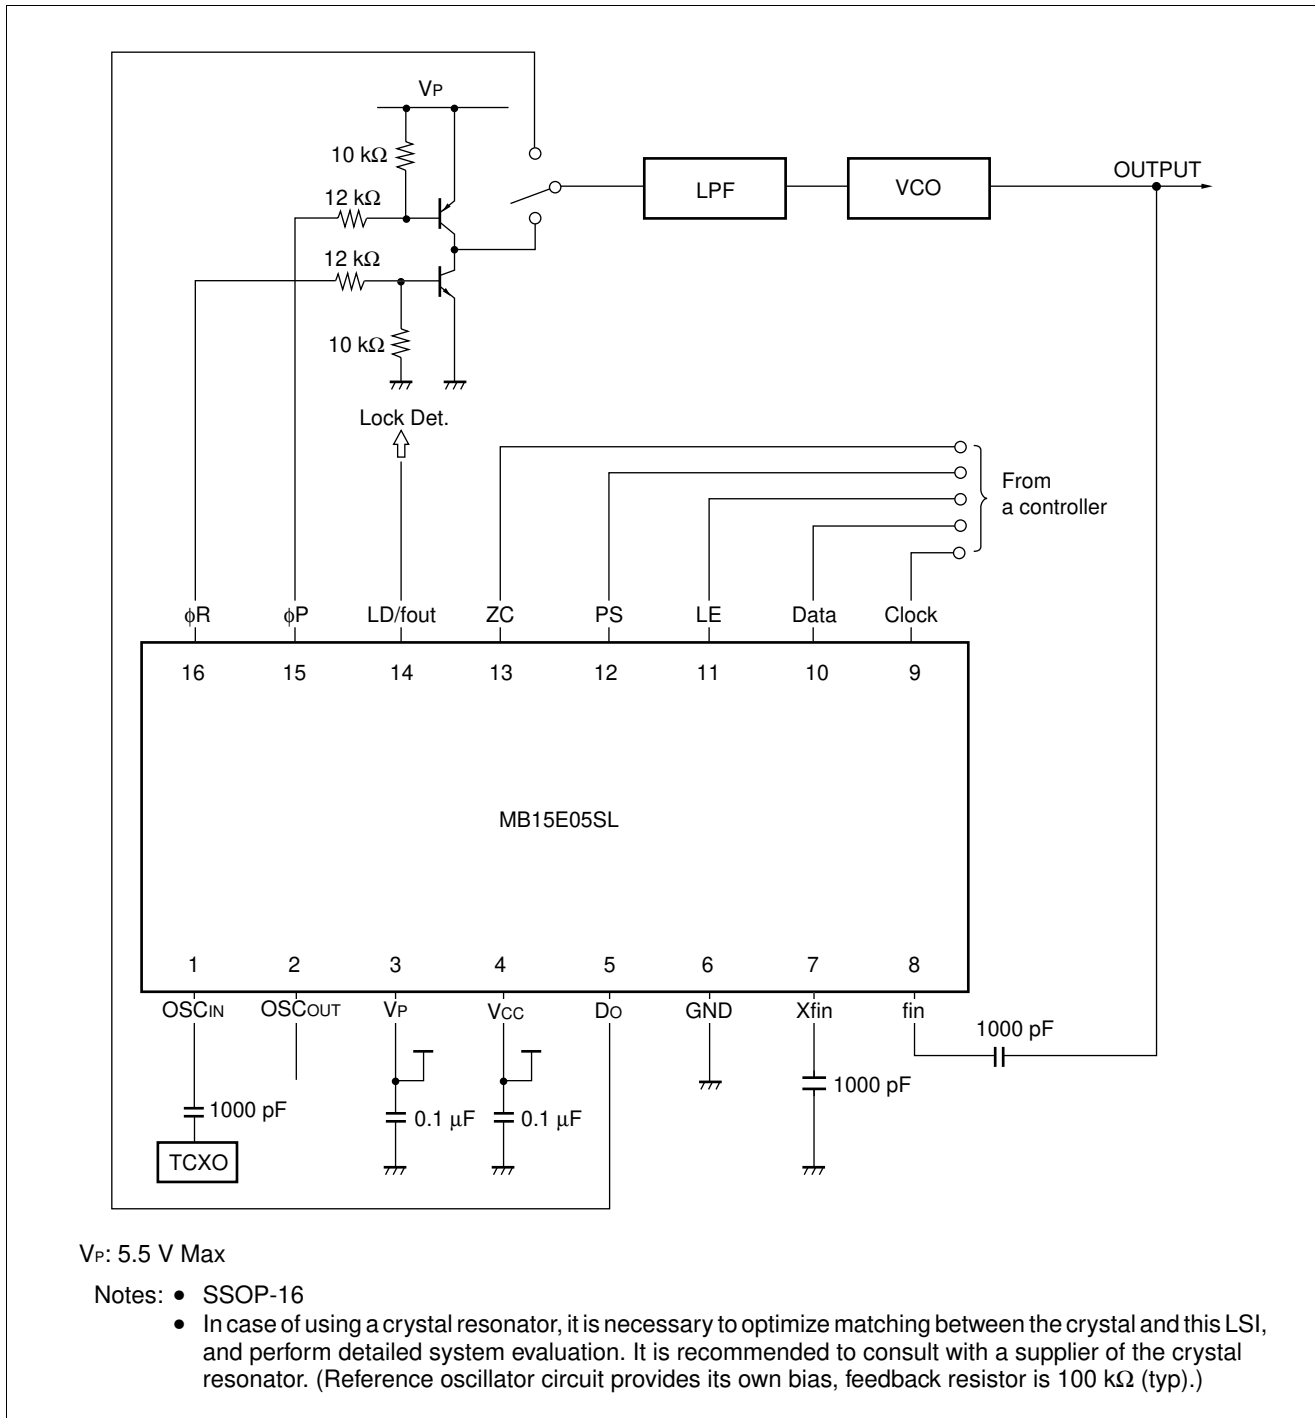 VP
10 kΩ
12 kΩ
12 kΩ
10 kΩ
LPF
VCO
OUTPUT
Lock Det.
From
a controller
ϕR ϕP LD/fout ZC PS LE Data Clock
16 15 14 13 12 11 10 9
MB15E05SL
1 2 3 4 5 6 7 8
OSCIN OSCOUT VP VCC DO GND Xfin fin
1000 pF
1000 pF
1000 pF
0.1 µF
0.1 µF
TCXO
VP: 5.5 V Max
Notes: • SSOP-16
• In case of using a crystal resonator, it is necessary to optimize matching between the crystal and this LSI,
and perform detailed system evaluation. It is recommended to consult with a supplier of the crystal
resonator. (Reference oscillator circuit provides its own bias, feedback resistor is 100 kΩ (typ).)